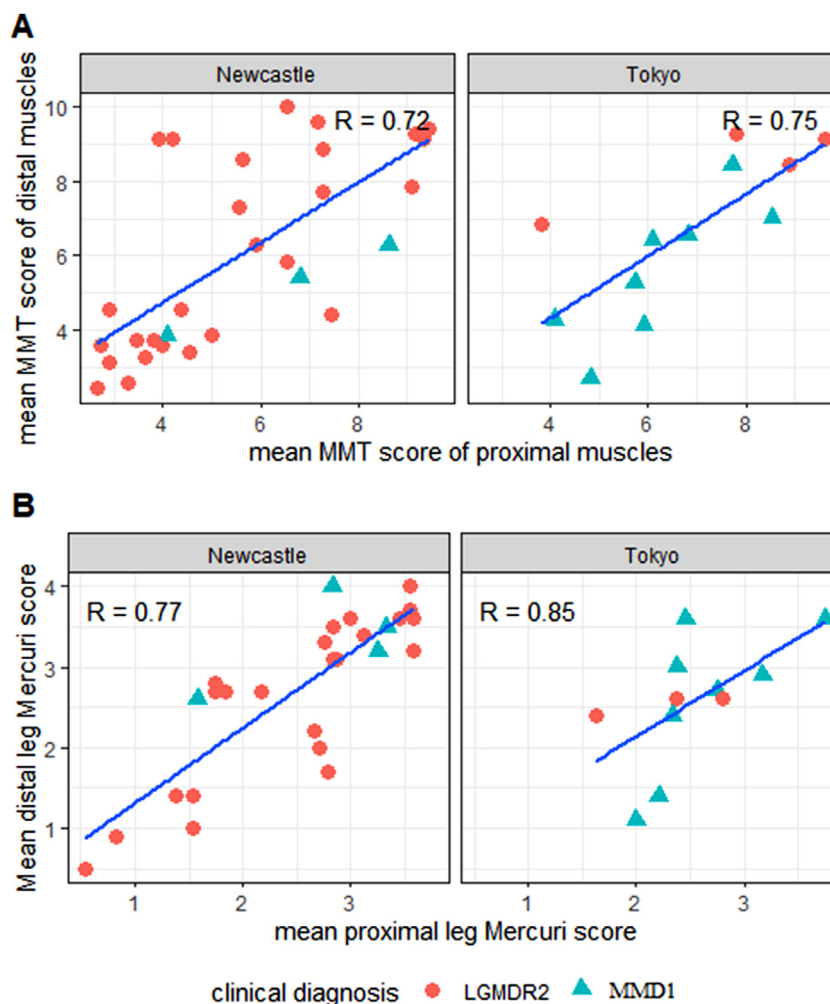 A
Newcastle
Tokyo
R = 0.72
R = 0.75
mean MMT score of distal muscles
10
8
6
4
4 6 8
4 6 8
mean MMT score of proximal muscles
B
Newcastle
Tokyo
R = 0.77
R = 0.85
Mean distal leg Mercuri score
4
3
2
1
1 2 3
1 2 3
mean proximal leg Mercuri score
clinical diagnosis LGMDR2 MMD1